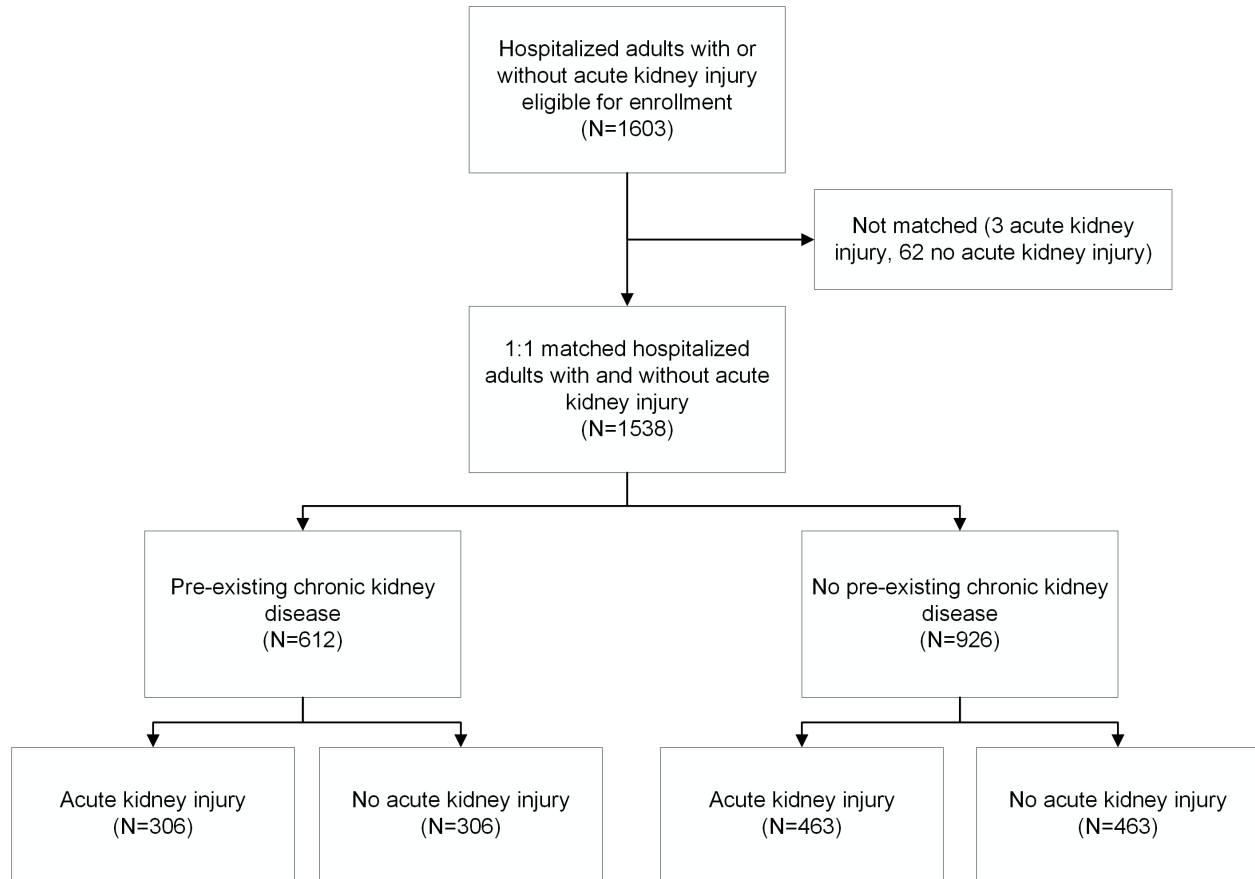 Hospitalized adults with or
without acute kidney injury
eligible for enrollment
(N=1603)
Not matched (3 acute kidney
injury, 62 no acute kidney injury)
1:1 matched hospitalized
adults with and without acute
kidney injury
(N=1538)
Pre-existing chronic kidney
disease
(N=612)
No pre-existing chronic kidney
disease
(N=926)
Acute kidney injury
(N=306)
No acute kidney injury
(N=306)
Acute kidney injury
(N=463)
No acute kidney injury
(N=463)